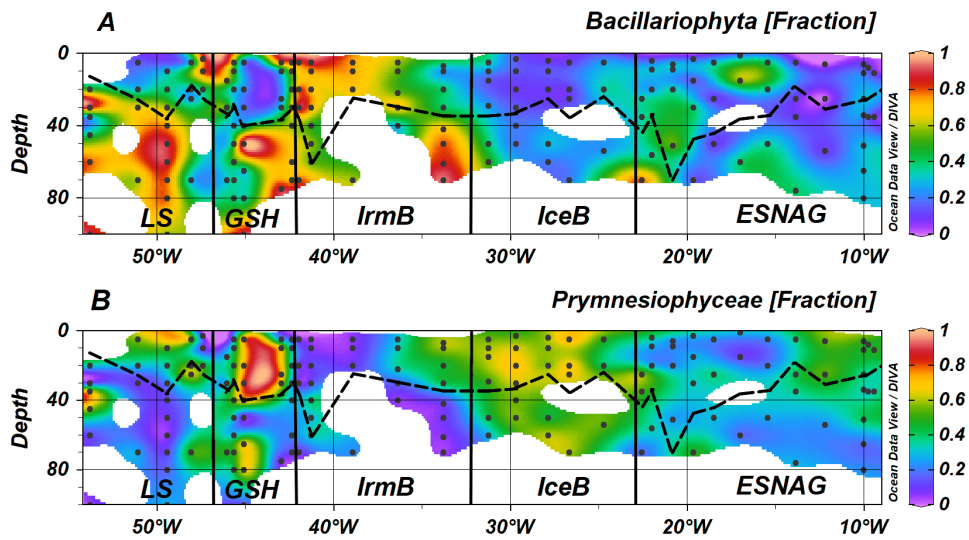 A Bacillariophyta [Fraction]
0
40
80
Depth
LS GSH IrmB IceB ESNAG
50°W 40°W 30°W 20°W 10°W
1
0.8
0.6
0.4
0.2
0
Ocean Data View / DIVA
B Prymnesiophyceae [Fraction]
0
40
80
Depth
LS GSH IrmB IceB ESNAG
50°W 40°W 30°W 20°W 10°W
1
0.8
0.6
0.4
0.2
0
Ocean Data View / DIVA